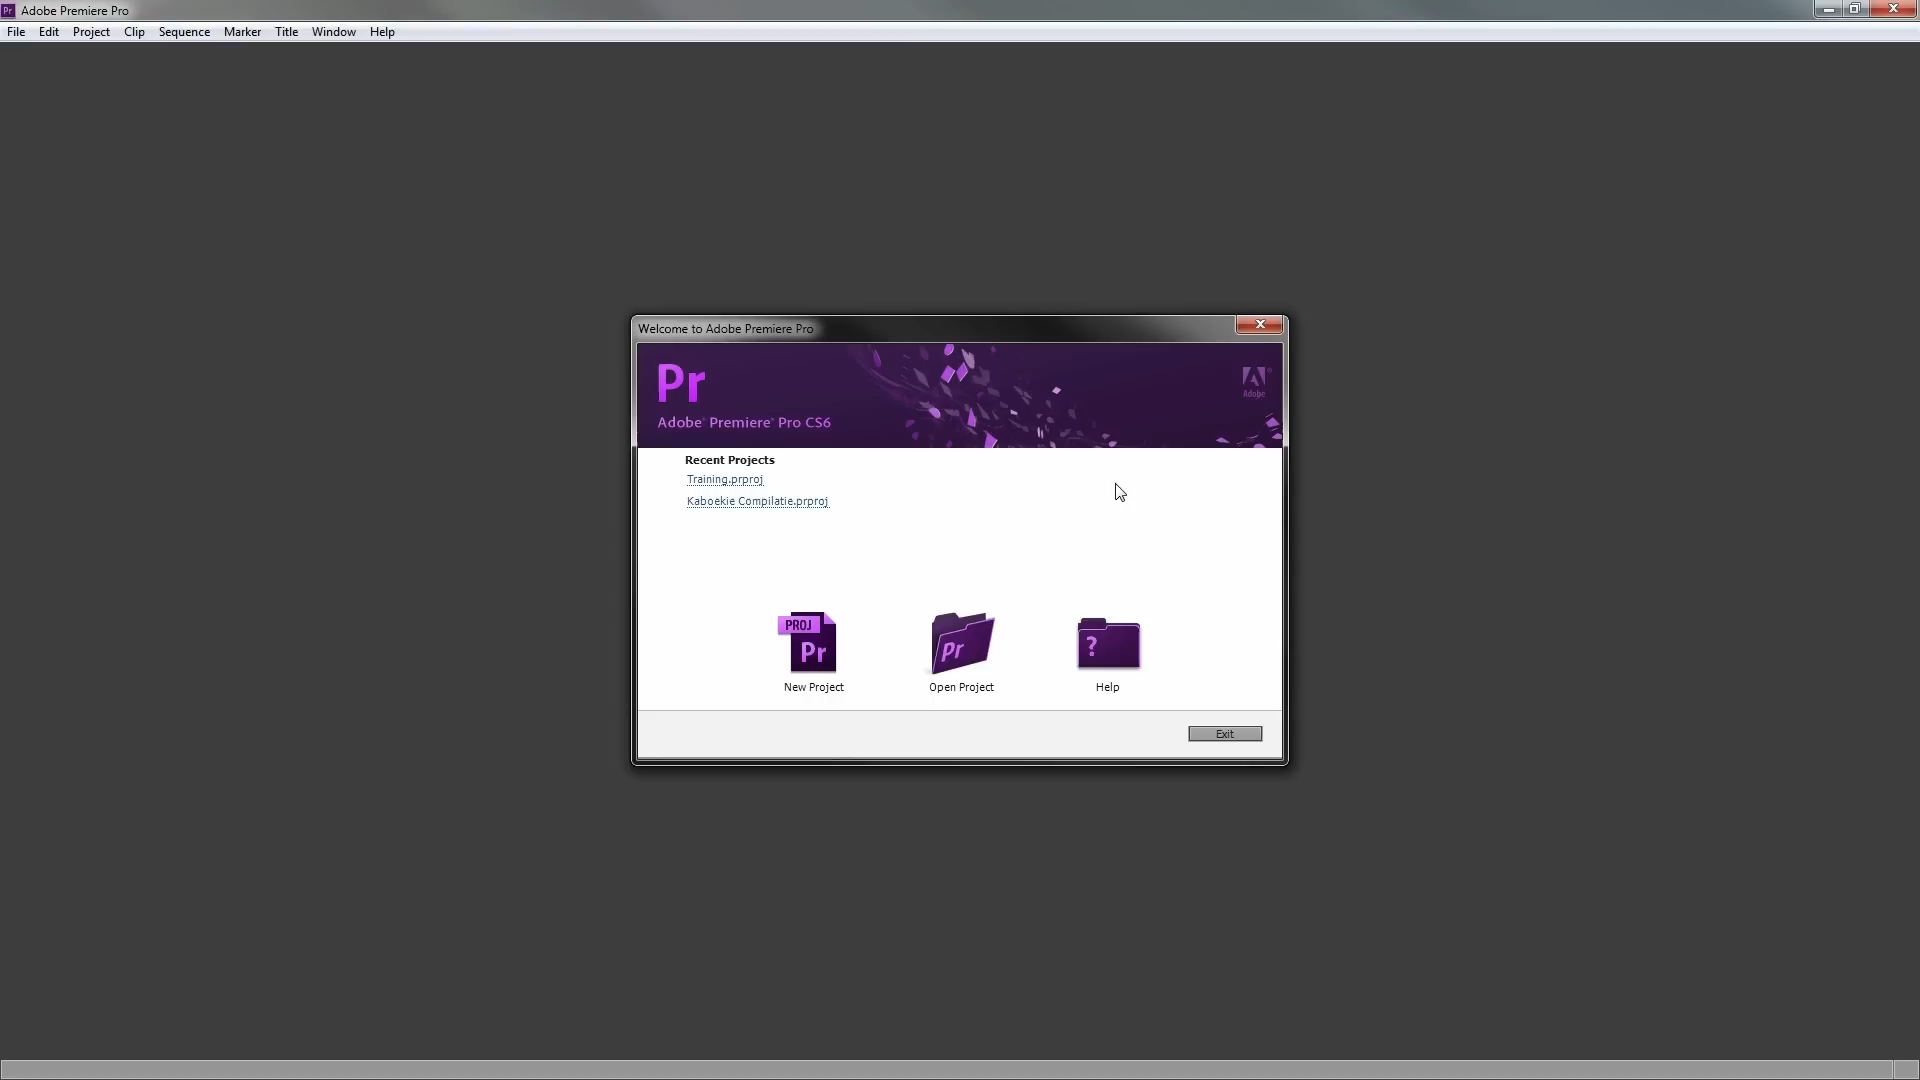 Pr Adobe Premiere Pro
File Edit Project Clip Sequence Marker Title Window Help
Welcome to Adobe Premiere Pro
Pr
Adobe
Adobe® Premiere® Pro CS6
Recent Projects
Training.prproj
Kaboekie Compilatie.prproj
PROJ
Pr
Pr
?
New Project
Open Project
Help
Exit